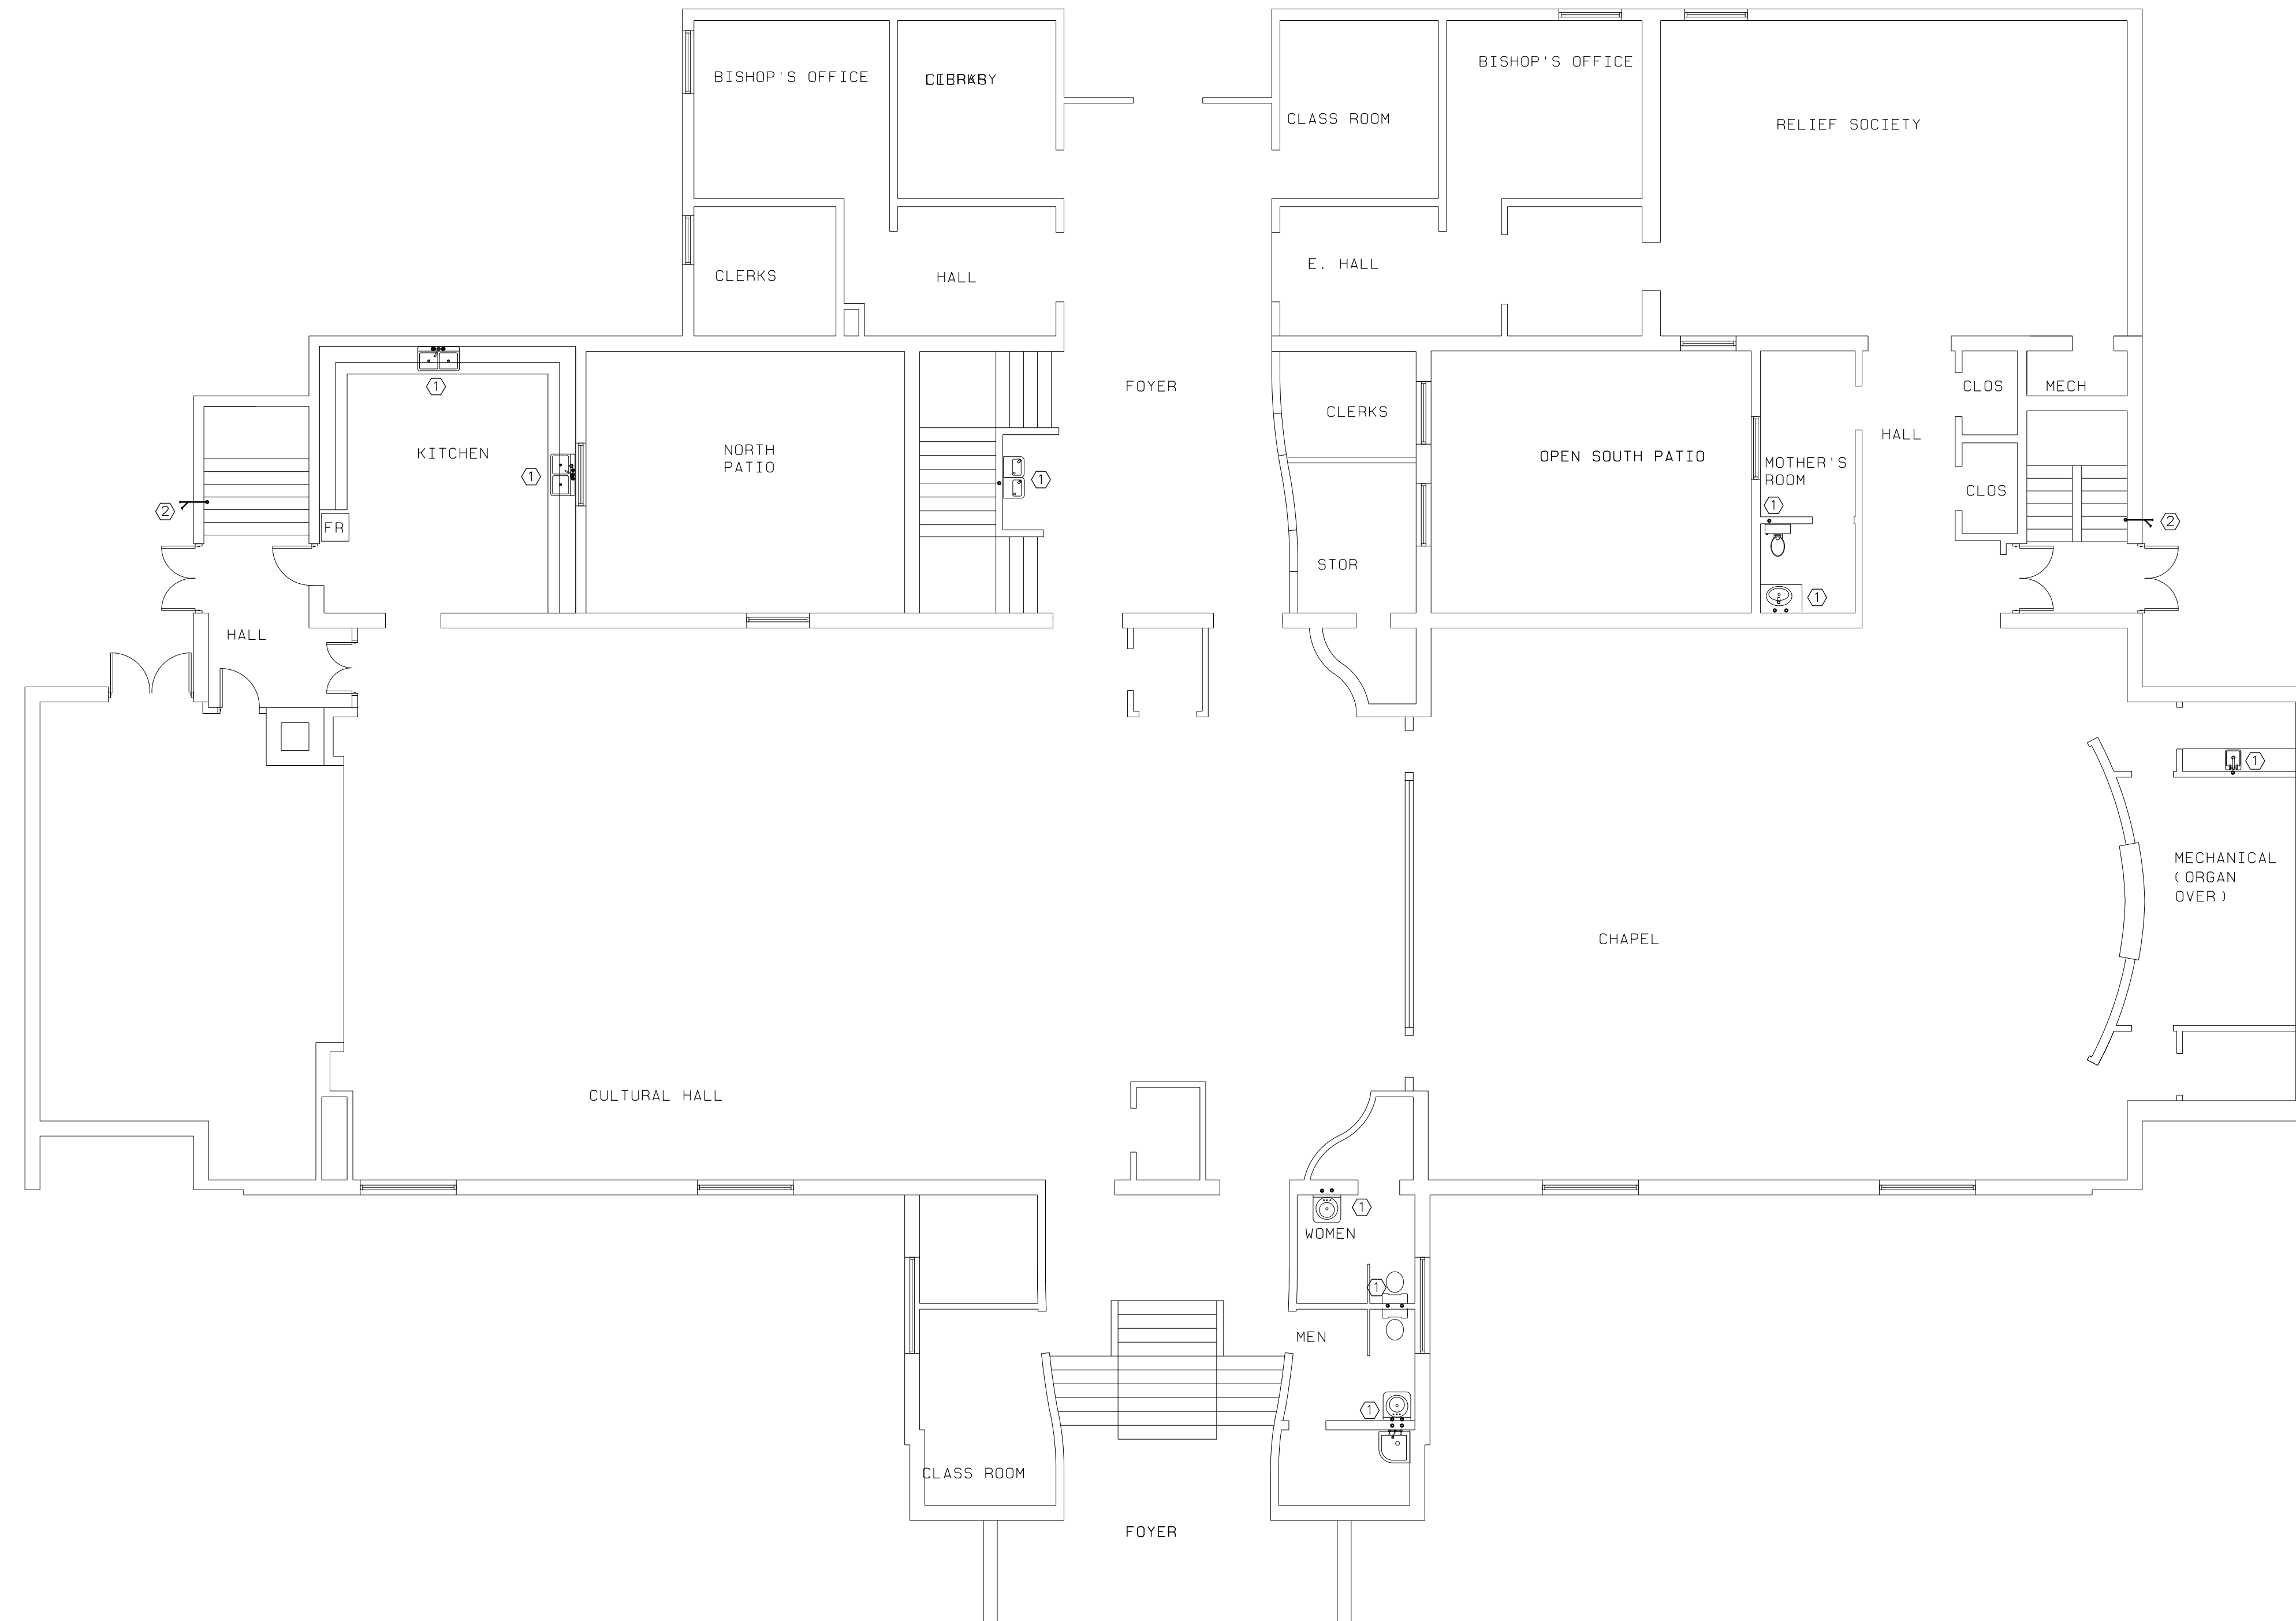 BISHOP'S OFFICE
BISHOP'S OFFICE
CLASS ROOM
RELIEF SOCIETY
CLERKS
HALL
E. HALL
1
FOYER
CLOS
MECH
CLERKS
HALL
KITCHEN
NORTH
PATIO
OPEN SOUTH PATIO
MOTHER'S
ROOM
1
1
CLOS
1
2
FR
2
STOR
1
HALL
1
MECHANICAL
(ORGAN
OVER)
CHAPEL
CULTURAL HALL
1
WOMEN
1
MEN
1
CLASS ROOM
FOYER